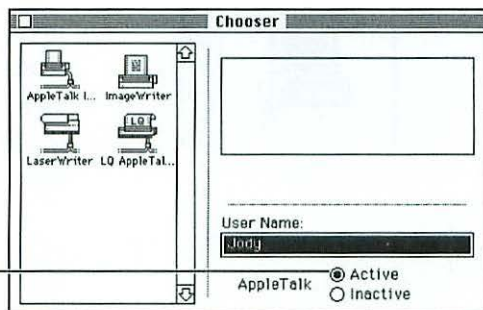 Chooser
AppleTalk I... ImageWriter
LaserWriter LQ AppleTal...
User Name:
Jody
AppleTalk
Active
Inactive